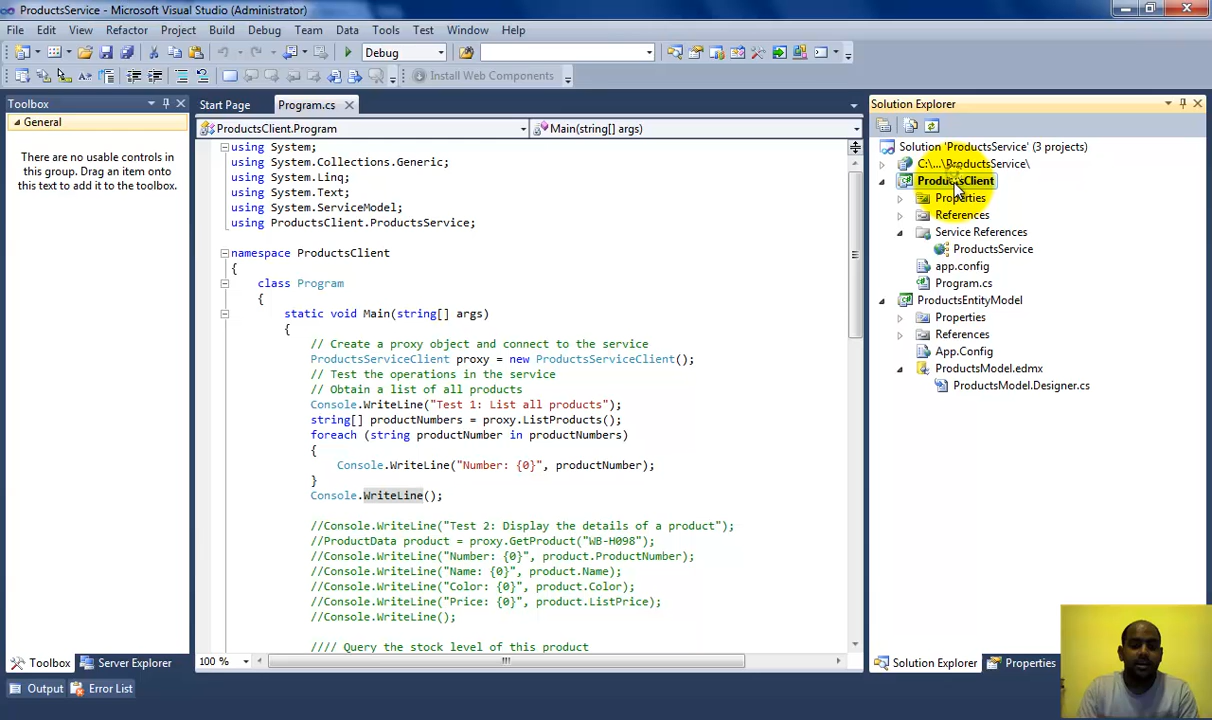 ProductsService - Microsoft Visual Studio (Administrator)
File Edit View Refactor Project Build Debug Team Data Tools Test Window Help
Debug
Install Web Components
Toolbox
General
There are no usable controls in this group. Drag an item onto this text to add it to the toolbox.
Start Page Program.cs
ProductsClient.Program Main(string[] args)
using System;
using System.Collections.Generic;
using System.Linq;
using System.Text;
using System.ServiceModel;
using ProductsClient.ProductsService;
namespace ProductsClient
{
class Program
{
static void Main(string[] args)
{
// Create a proxy object and connect to the service
ProductsServiceClient proxy = new ProductsServiceClient();
// Test the operations in the service
// Obtain a list of all products
Console.WriteLine("Test 1: List all products");
string[] productNumbers = proxy.ListProducts();
foreach (string productNumber in productNumbers)
{
Console.WriteLine("Number: {0}", productNumber);
}
Console.WriteLine();
//Console.WriteLine("Test 2: Display the details of a product");
//ProductData product = proxy.GetProduct("WB-H098");
//Console.WriteLine("Number: {0}", product.ProductNumber);
//Console.WriteLine("Name: {0}", product.Name);
//Console.WriteLine("Color: {0}", product.Color);
//Console.WriteLine("Price: {0}", product.ListPrice);
//Console.WriteLine();
//// Query the stock level of this product
100 %
Solution Explorer
Solution 'ProductsService' (3 projects)
C:\...\ProductsService\
ProductsClient
Properties
References
Service References
ProductsService
app.config
Program.cs
ProductsEntityModel
Properties
References
App.Config
ProductsModel.edmx
ProductsModel.Designer.cs
Toolbox Server Explorer
Solution Explorer Properties
Output Error List